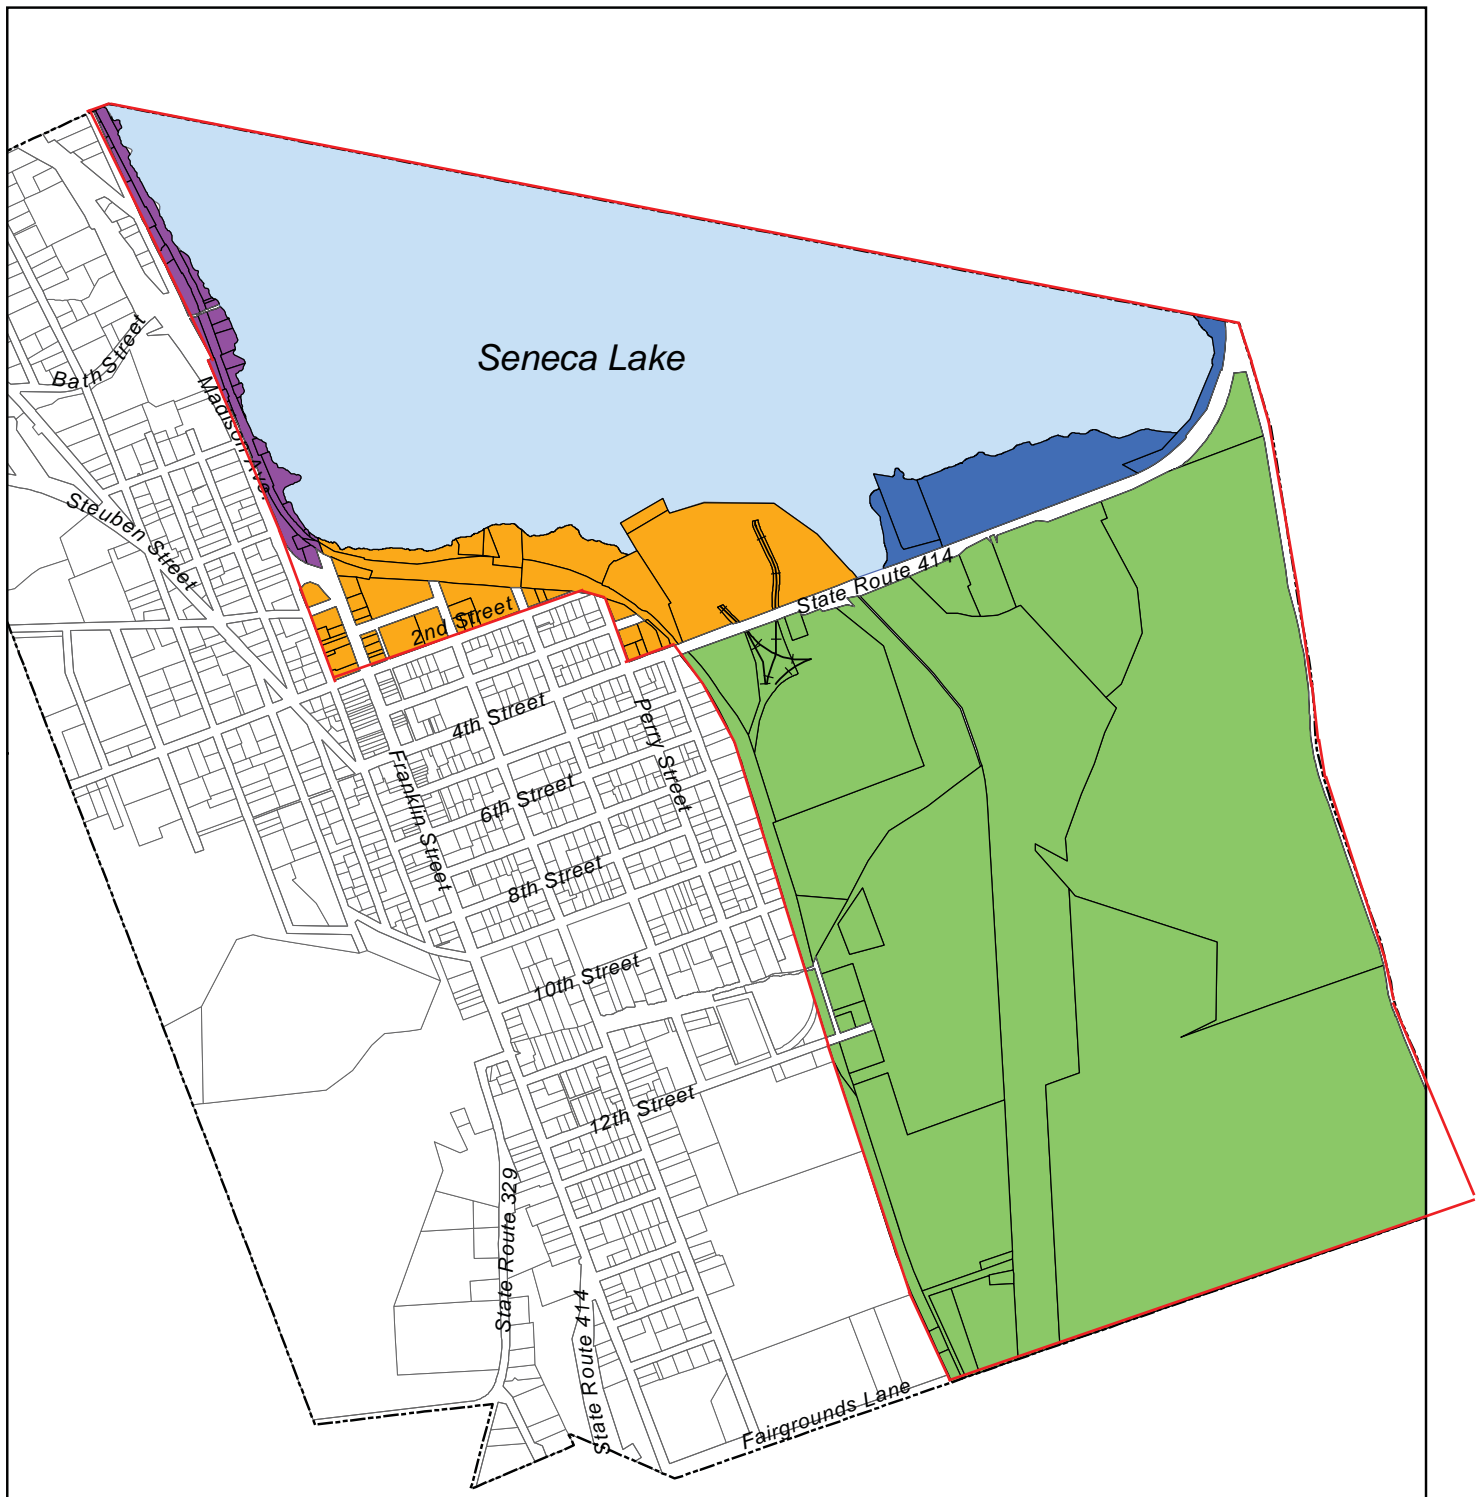 Seneca Lake
Bath Street
Madison Ave.
Steuben Street
State Route 414
2nd Street
4th Street
Perry Street
Franklin Street
6th Street
8th Street
10th Street
12th Street
State Route 329
State Route 414
Fairgrounds Lane